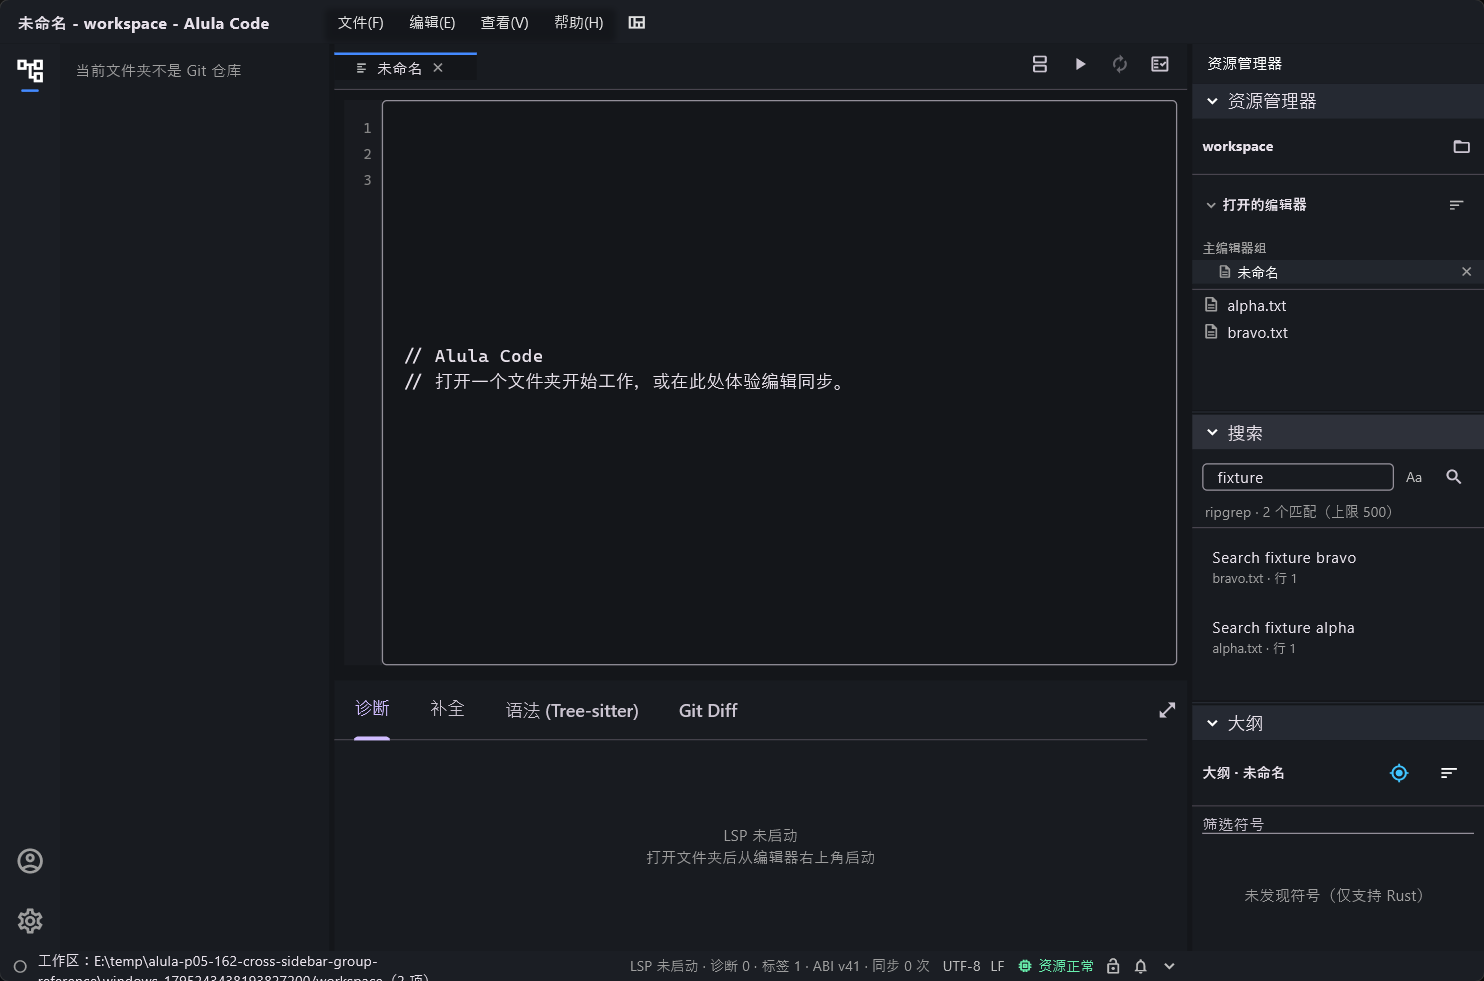 未命名 - workspace - Alula Code
文件(F) 编辑(E) 查看(V) 帮助(H)
当前文件夹不是 Git 仓库
未命名
1
2
3
// Alula Code
// 打开一个文件夹开始工作，或在此处体验编辑同步。
诊断 补全 语法 (Tree-sitter) Git Diff
LSP 未启动
打开文件夹后从编辑器右上角启动
资源管理器
资源管理器
workspace
打开的编辑器
主编辑器组
未命名
alpha.txt
bravo.txt
搜索
fixture Aa
ripgrep · 2 个匹配（上限 500）
Search fixture bravo
bravo.txt · 行 1
Search fixture alpha
alpha.txt · 行 1
大纲
大纲 · 未命名
筛选符号
未发现符号（仅支持 Rust）
工作区：E:\temp\alula-p05-162-cross-sidebar-group-
reference\windows-1795243438193827200/workspace（2 项）
LSP 未启动 · 诊断 0 · 标签 1 · ABI v41 · 同步 0 次 UTF-8 LF 资源正常